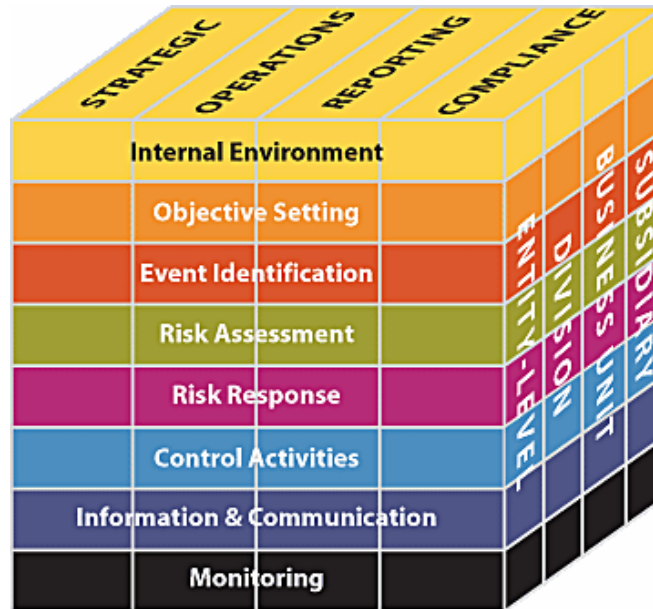 STRATEGIC
OPERATIONS
REPORTING
COMPLIANCE
Internal Environment
Objective Setting
Event Identification
Risk Assessment
Risk Response
Control Activities
Information & Communication
Monitoring
ENTITY-LEVEL
DIVISION
BUSINESS UNIT
SUBSIDIARY